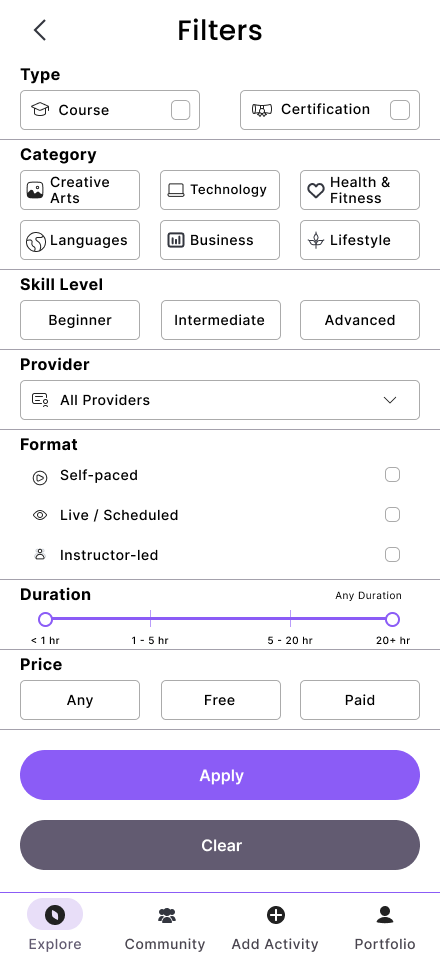 Filters
Type
Course
Certification
Category
Creative
Arts
Technology
Health &
Fitness
Languages
Business
Lifestyle
Skill Level
Beginner
Intermediate
Advanced
Provider
All Providers
Format
Self-paced
Live / Scheduled
Instructor-led
Duration
Any Duration
< 1 hr
1 - 5 hr
5 - 20 hr
20+ hr
Price
Any
Free
Paid
Apply
Clear
Explore
Community
Add Activity
Portfolio